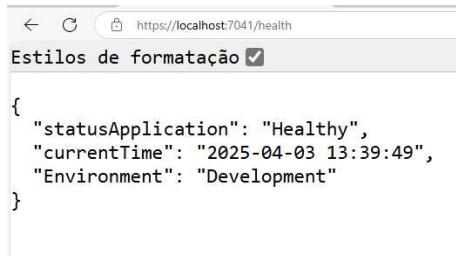 https://localhost:7041/health
Estilos de formatação
{
"statusApplication": "Healthy",
"currentTime": "2025-04-03 13:39:49",
"Environment": "Development"
}